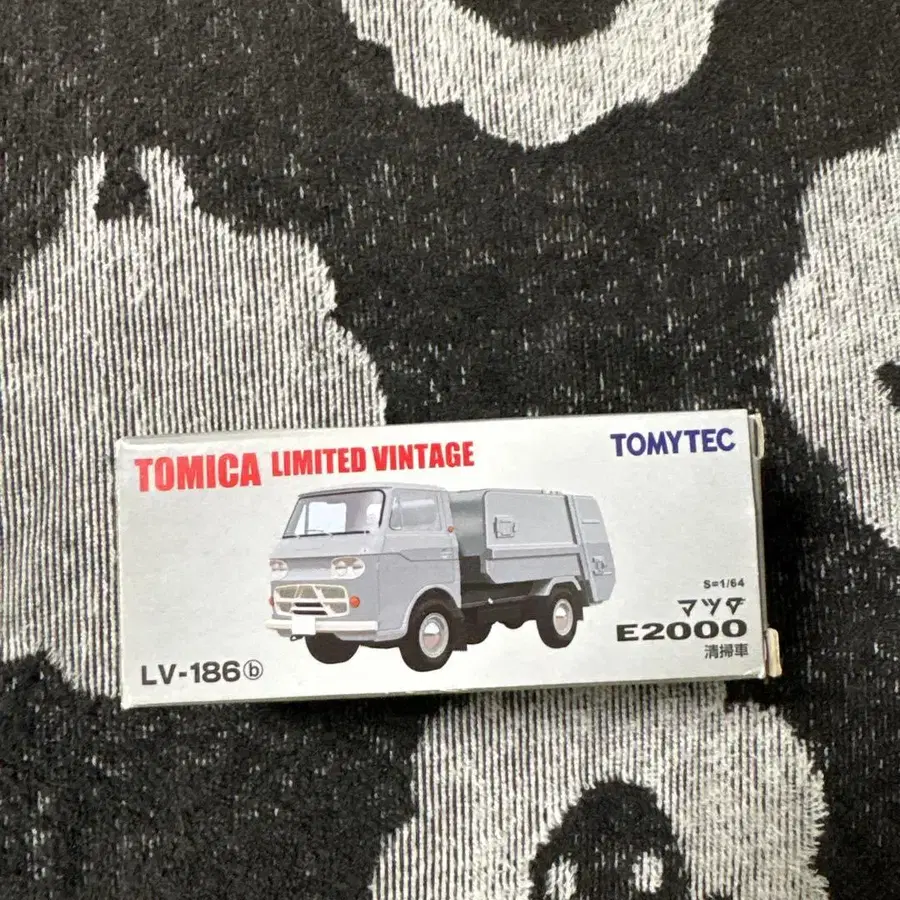 TOMICA LIMITED VINTAGE
TOMYTEC
S=1/64
マツダ
E2000
清掃車
LV-186ⓑ